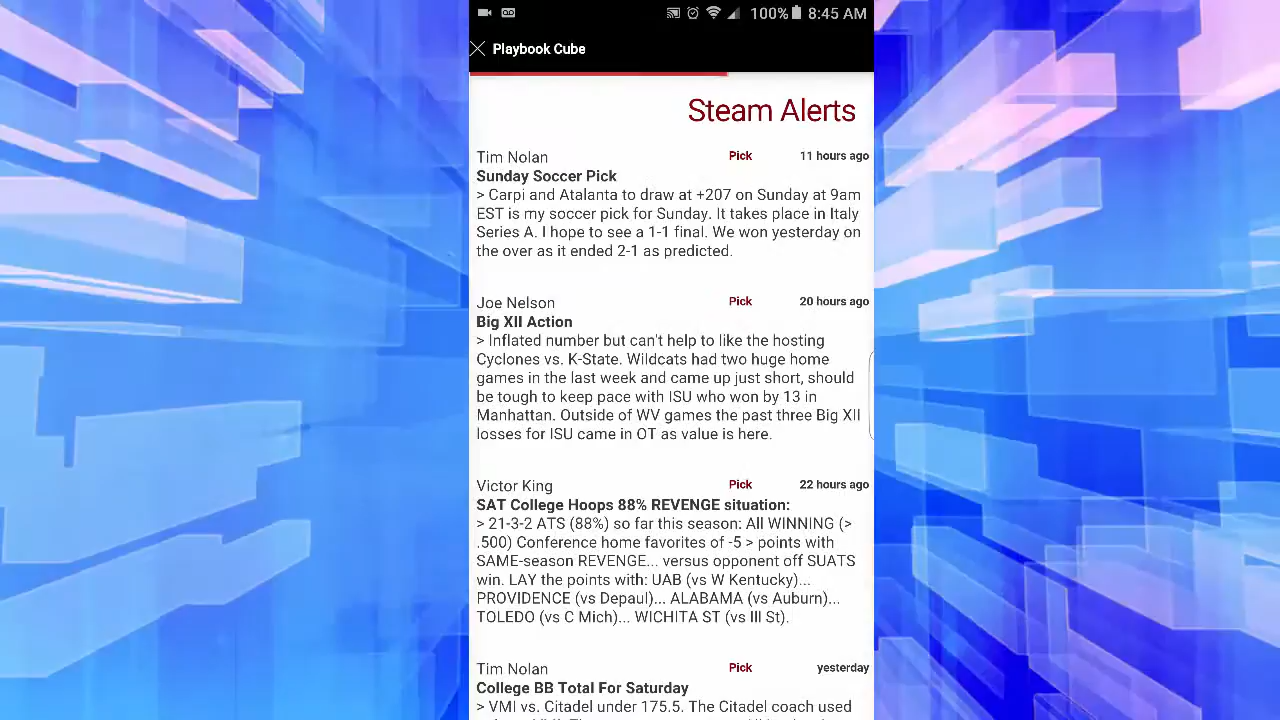 100% 8:45 AM
Playbook Cube
Steam Alerts
Tim Nolan Pick 11 hours ago
Sunday Soccer Pick
> Carpi and Atalanta to draw at +207 on Sunday at 9am
EST is my soccer pick for Sunday. It takes place in Italy
Series A. I hope to see a 1-1 final. We won yesterday on
the over as it ended 2-1 as predicted.
Joe Nelson Pick 20 hours ago
Big XII Action
> Inflated number but can't help to like the hosting
Cyclones vs. K-State. Wildcats had two huge home
games in the last week and came up just short, should
be tough to keep pace with ISU who won by 13 in
Manhattan. Outside of WV games the past three Big XII
losses for ISU came in OT as value is here.
Victor King Pick 22 hours ago
SAT College Hoops 88% REVENGE situation:
> 21-3-2 ATS (88%) so far this season: All WINNING (>
.500) Conference home favorites of -5 > points with
SAME-season REVENGE... versus opponent off SUATS
win. LAY the points with: UAB (vs W Kentucky)...
PROVIDENCE (vs Depaul)... ALABAMA (vs Auburn)...
TOLEDO (vs C Mich)... WICHITA ST (vs Ill St).
Tim Nolan Pick yesterday
College BB Total For Saturday
> VMI vs. Citadel under 175.5. The Citadel coach used